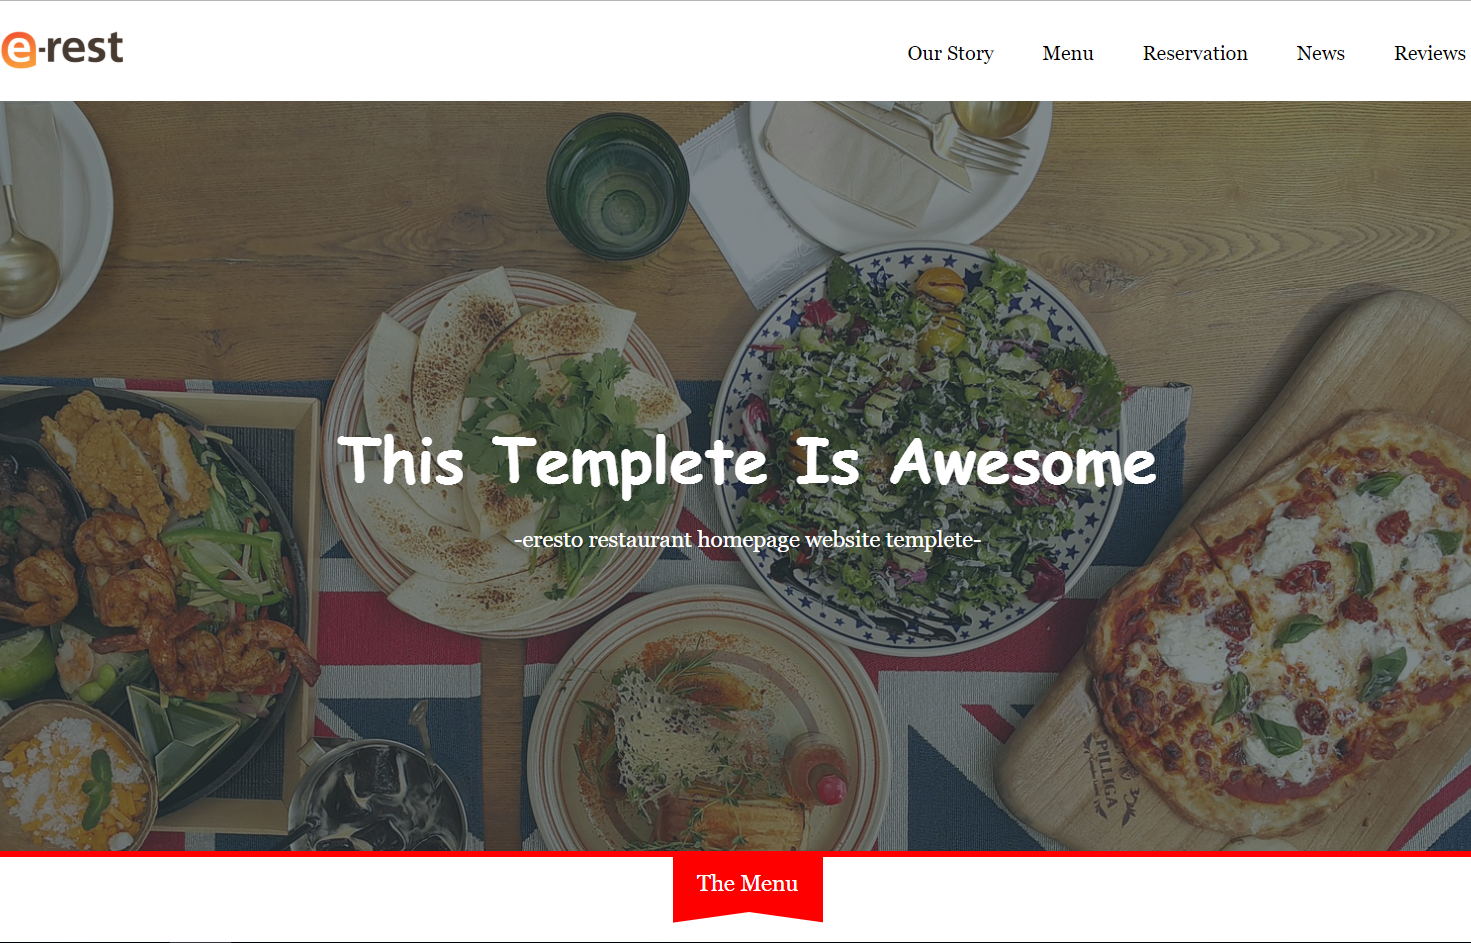 e-rest
Our Story Menu Reservation News Reviews
This Templete Is Awesome
-eresto restaurant homepage website templete-
PILLIGA
The Menu